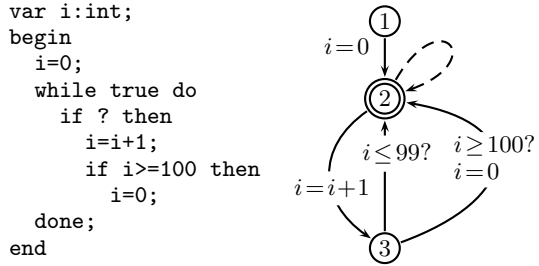 var i:int;
begin
  i=0;
  while true do
    if ? then
      i=i+1;
      if i>=100 then
        i=0;
  done;
end
1
i=0
2
i≤99?
i≥100?
i=0
i=i+1
3